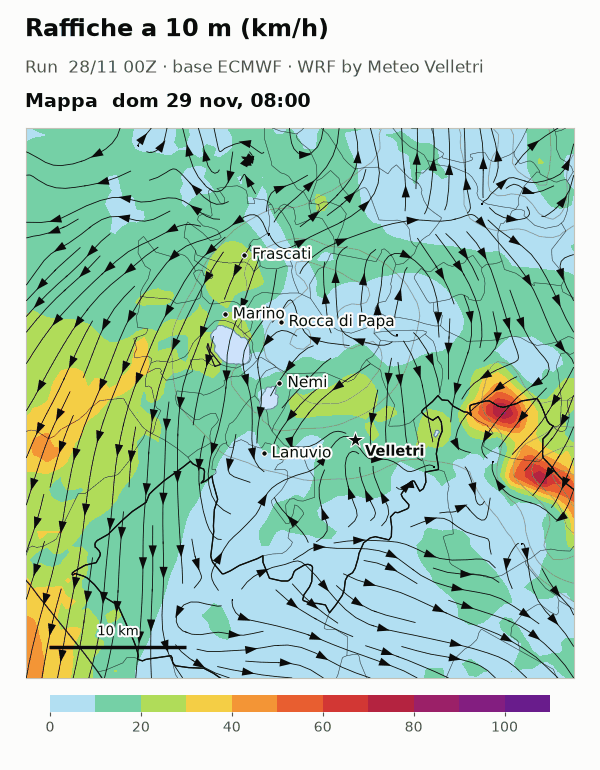 Raffiche a 10 m (km/h)
Run  28/11 00Z · base ECMWF · WRF by Meteo Velletri
Mappa  dom 29 nov, 08:00
Frascati
Marino
Rocca di Papa
Nemi
Velletri
Lanuvio
10 km
0 20 40 60 80 100